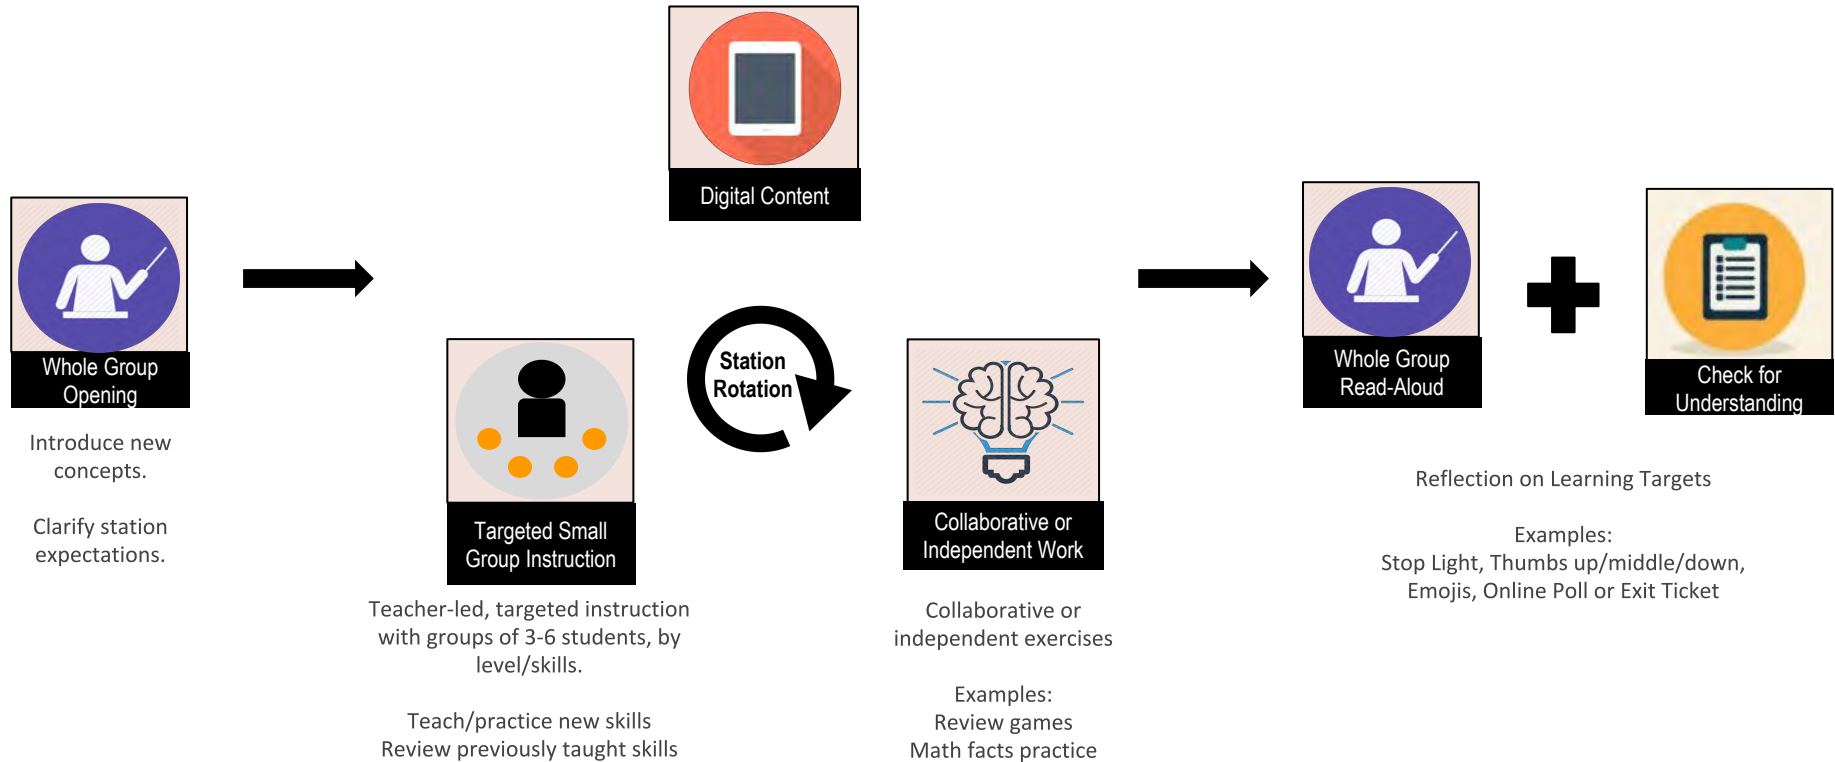 Digital Content
Whole Group
Opening
Introduce new
concepts.
Clarify station
expectations.
Station
Rotation
Targeted Small
Group Instruction
Teacher-led, targeted instruction
with groups of 3-6 students, by
level/skills.
Teach/practice new skills
Review previously taught skills
Collaborative or
Independent Work
Collaborative or
independent exercises
Examples:
Review games
Math facts practice
Whole Group
Read-Aloud
Check for
Understanding
Reflection on Learning Targets
Examples:
Stop Light, Thumbs up/middle/down,
Emojis, Online Poll or Exit Ticket